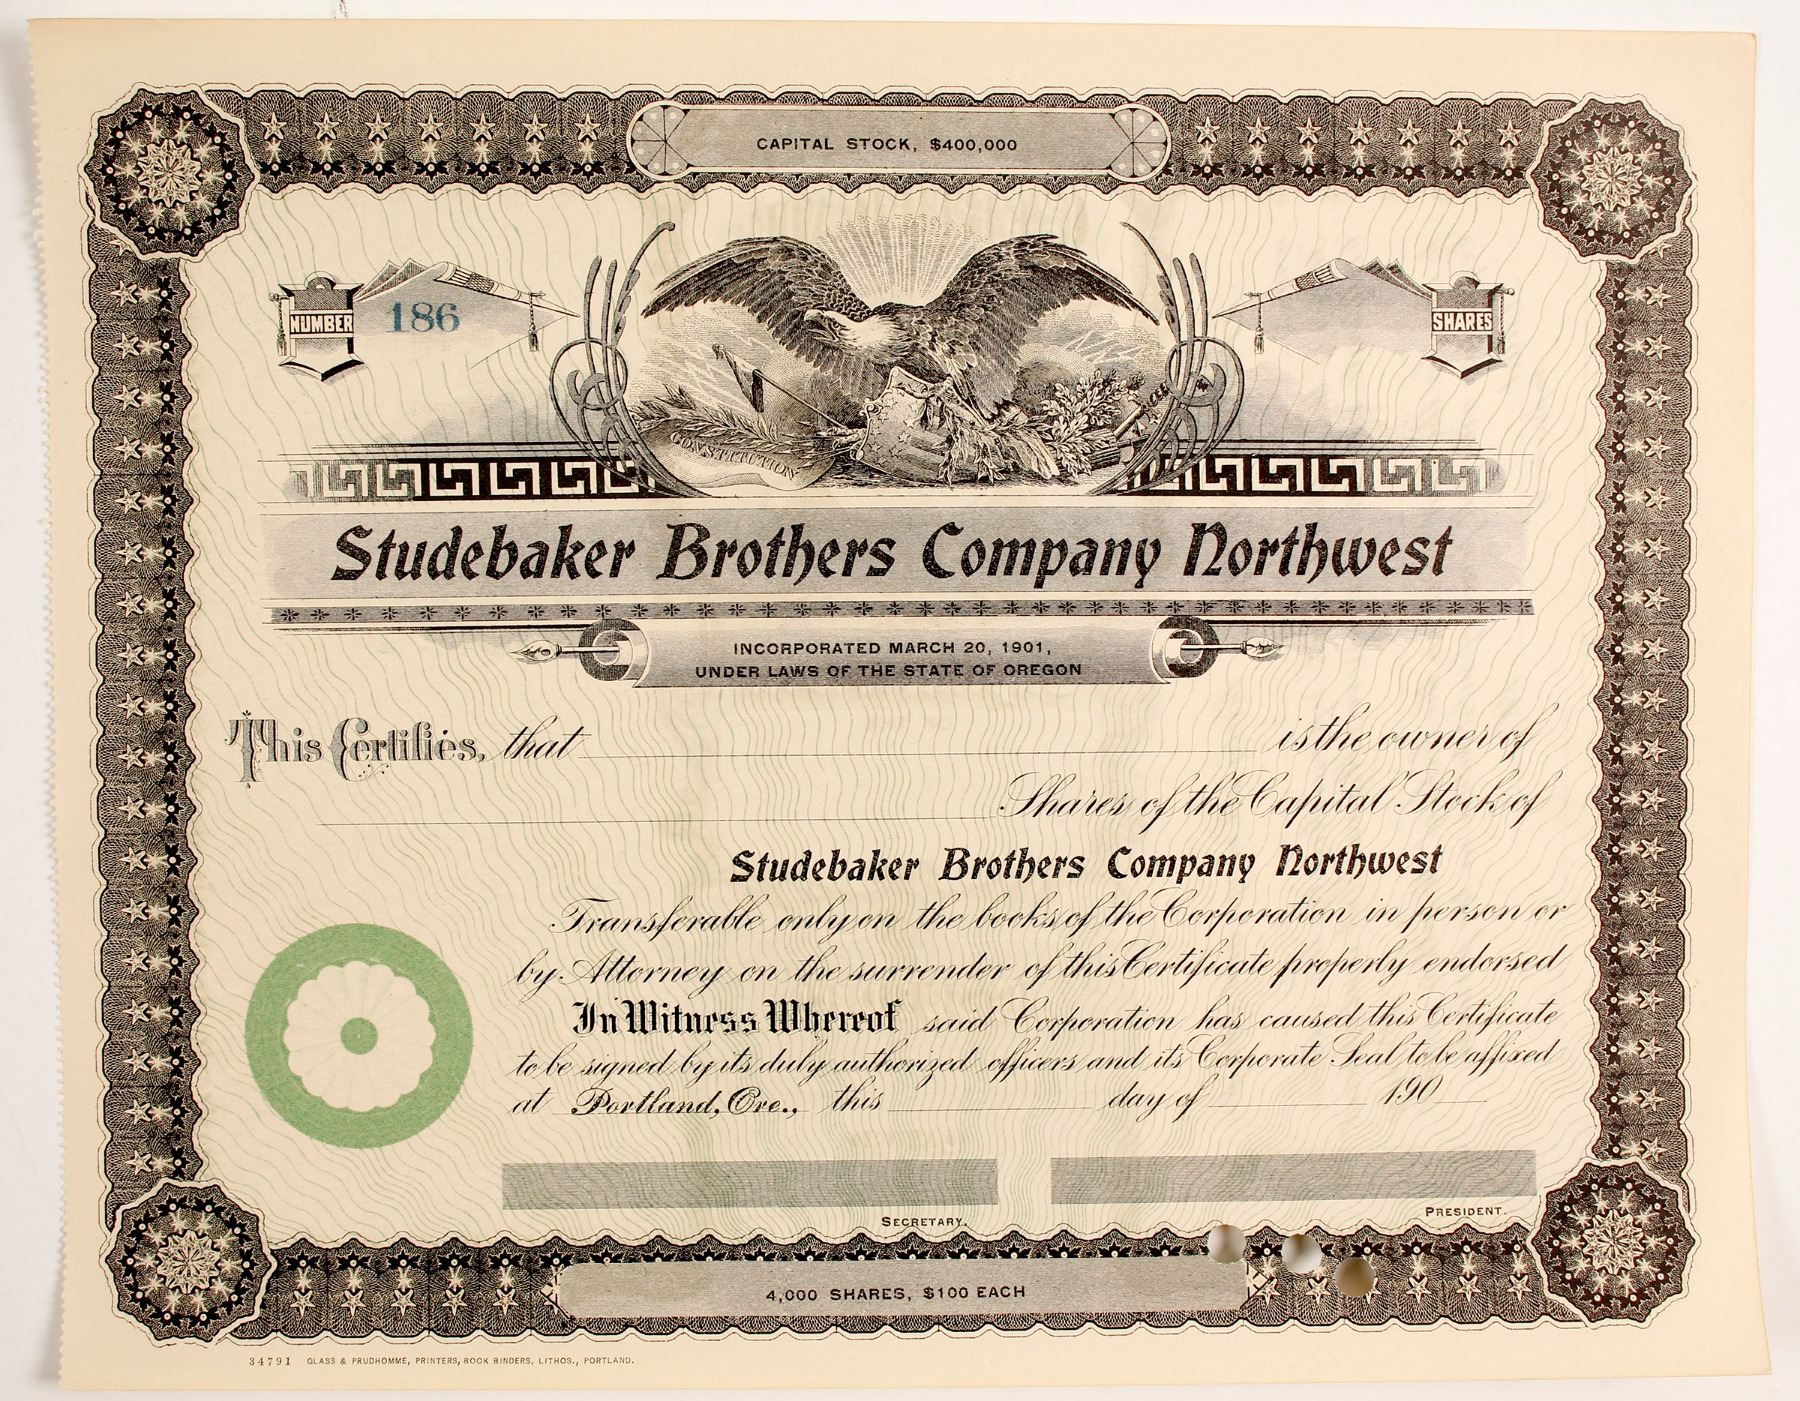 CAPITAL STOCK, $400,000
NUMBER 186
SHARES
CONSTITUTION
Studebaker Brothers Company Northwest
INCORPORATED MARCH 20, 1901,
UNDER LAWS OF THE STATE OF OREGON
This Certifies, that is the owner of
Shares of the Capital Stock of
Studebaker Brothers Company Northwest
Transferable only on the books of the Corporation in person or
by Attorney on the surrender of this Certificate properly endorsed
In Witness Whereof said Corporation has caused this Certificate
to be signed by its duly authorized officers and its Corporate Seal to be affixed
at Portland, Ore., this day of 190
SECRETARY.
PRESIDENT.
4,000 SHARES, $100 EACH
34791 GLASS & PRUDHOMME, PRINTERS, BOOK BINDERS, LITHOS., PORTLAND.